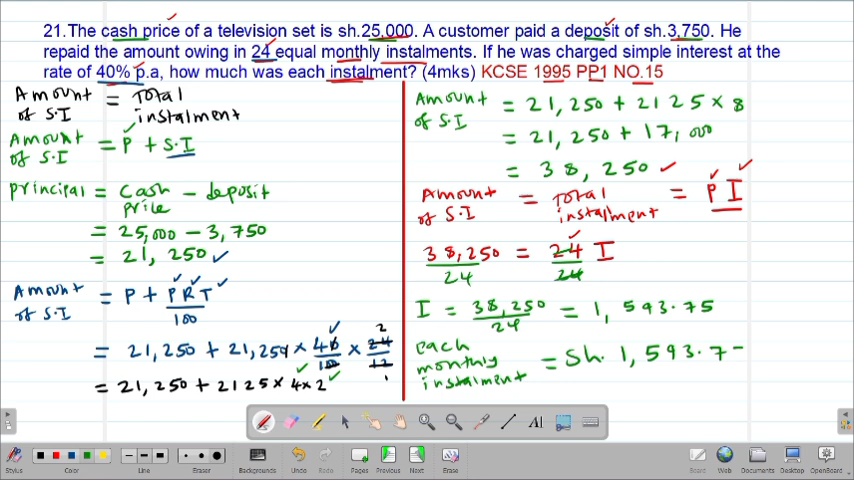 21.The cash price of a television set is sh.25,000. A customer paid a deposit of sh.3,750. He
repaid the amount owing in 24 equal monthly instalments. If he was charged simple interest at the
rate of 40% p.a, how much was each instalment? (4mks) KCSE 1995 PP1 NO.15
Amount of S.I = Total instalment
Amount of S.I = P + S.I
principal = Cash price - deposit
= 25,000 - 3,750
= 21,250
Amount of S.I = P + PRT/100
= 21,250 + 21,250 × 40/100 × 24/12
= 21,250 + 2125 × 4 × 2
Amount of S.I = 21,250 + 2125 × 8
= 21,250 + 17,000
= 38,250
Amount of S.I = Total instalment = P I
38,250/24 = 24/24 I
I = 38,250/24 = 1,593.75
each monthly instalment = Sh. 1,593.7
Stylus
Color
Line
Eraser
Backgrounds
Undo
Redo
Pages
Previous
Next
Erase
Board
Web
Documents
Desktop
OpenBoard